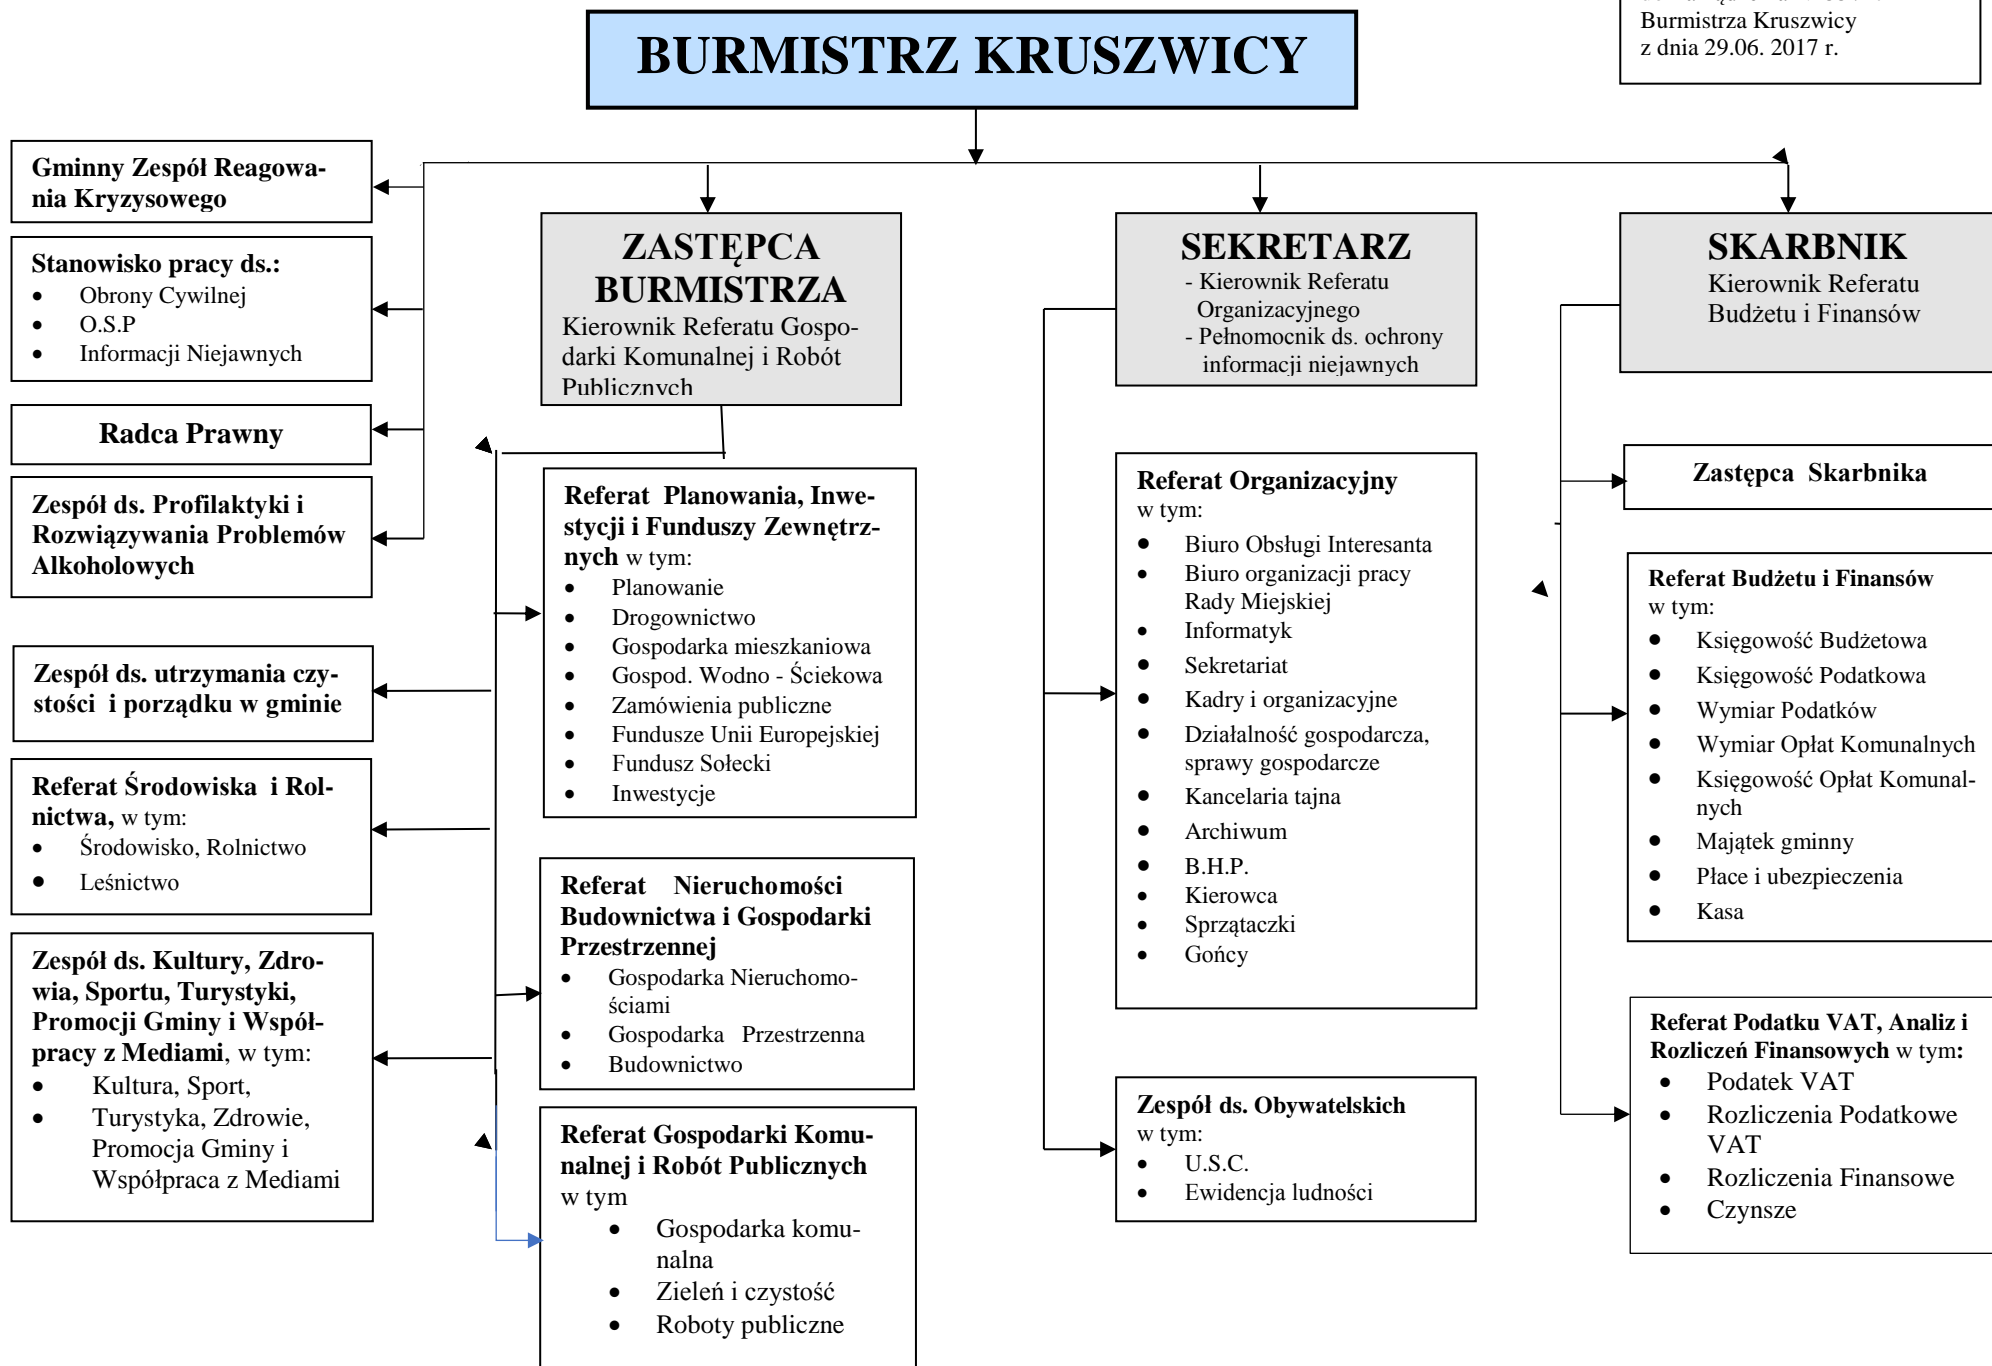 Burmistrza Kruszwicy
z dnia 29.06. 2017 r.
BURMISTRZ KRUSZWICY
Gminny Zespół Reagowa-
nia Kryzysowego
Stanowisko pracy ds.:
• Obrony Cywilnej
• O.S.P
• Informacji Niejawnych
Radca Prawny
Zespół ds. Profilaktyki i
Rozwiązywania Problemów
Alkoholowych
Zespół ds. utrzymania czy-
stości i porządku w gminie
Referat Środowiska i Rol-
nictwa, w tym:
• Środowisko, Rolnictwo
• Leśnictwo
Zespół ds. Kultury, Zdro-
wia, Sportu, Turystyki,
Promocji Gminy i Współ-
pracy z Mediami, w tym:
• Kultura, Sport,
• Turystyka, Zdrowie,
Promocja Gminy i
Współpraca z Mediami
ZASTĘPCA
BURMISTRZA
Kierownik Referatu Gospo-
darki Komunalnej i Robót
Publicznych
Referat Planowania, Inwe-
stycji i Funduszy Zewnętrz-
nych w tym:
• Planowanie
• Drogownictwo
• Gospodarka mieszkaniowa
• Gospod. Wodno - Ściekowa
• Zamówienia publiczne
• Fundusze Unii Europejskiej
• Fundusz Sołecki
• Inwestycje
Referat Nieruchomości
Budownictwa i Gospodarki
Przestrzennej
• Gospodarka Nieruchomo-
ściami
• Gospodarka Przestrzenna
• Budownictwo
Referat Gospodarki Komu-
nalnej i Robót Publicznych
w tym
• Gospodarka komu-
nalna
• Zieleń i czystość
• Roboty publiczne
SEKRETARZ
- Kierownik Referatu
Organizacyjnego
- Pełnomocnik ds. ochrony
informacji niejawnych
Referat Organizacyjny
w tym:
• Biuro Obsługi Interesanta
• Biuro organizacji pracy
Rady Miejskiej
• Informatyk
• Sekretariat
• Kadry i organizacyjne
• Działalność gospodarcza,
sprawy gospodarcze
• Kancelaria tajna
• Archiwum
• B.H.P.
• Kierowca
• Sprzątaczki
• Gońcy
Zespół ds. Obywatelskich
w tym:
• U.S.C.
• Ewidencja ludności
SKARBNIK
Kierownik Referatu
Budżetu i Finansów
Zastępca Skarbnika
Referat Budżetu i Finansów
w tym:
• Księgowość Budżetowa
• Księgowość Podatkowa
• Wymiar Podatków
• Wymiar Opłat Komunalnych
• Księgowość Opłat Komunal-
nych
• Majątek gminny
• Płace i ubezpieczenia
• Kasa
Referat Podatku VAT, Analiz i
Rozliczeń Finansowych w tym:
• Podatek VAT
• Rozliczenia Podatkowe
VAT
• Rozliczenia Finansowe
• Czynsze